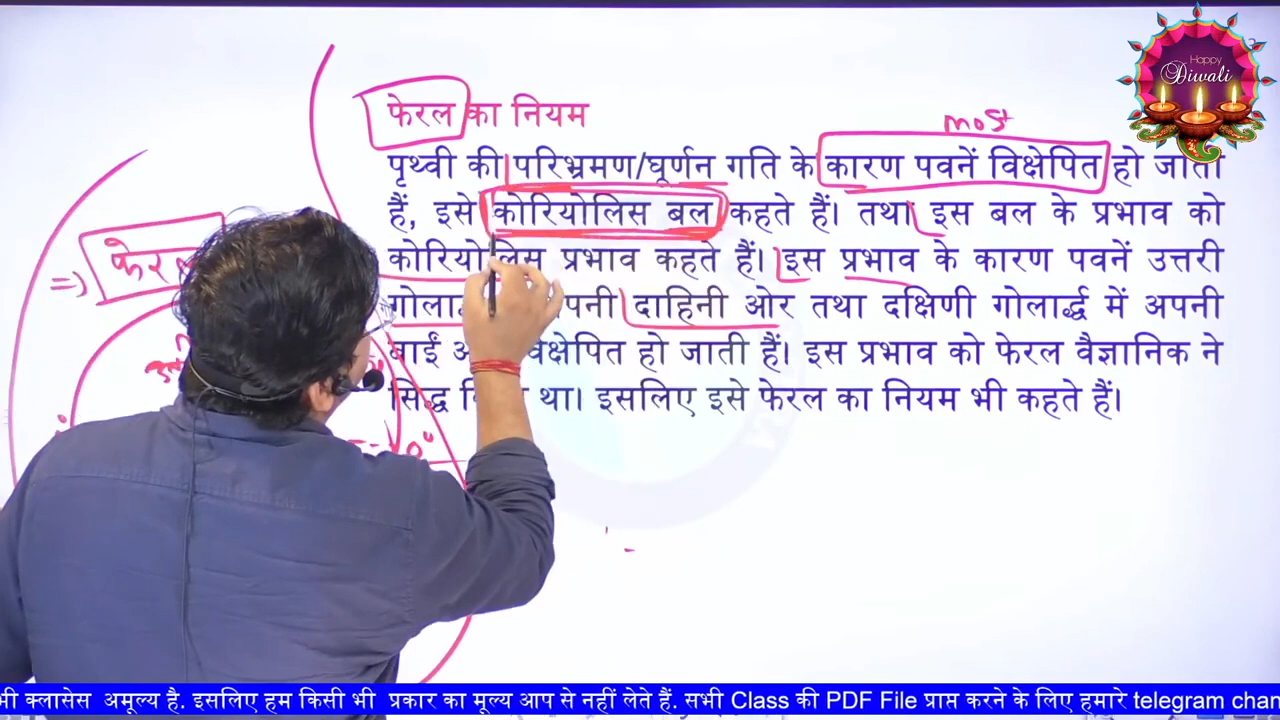 Happy
Diwali
फेरल का नियम
most
पृथ्वी की परिभ्रमण/घूर्णन गति के कारण पवनें विक्षेपित हो जाती
हैं, इसे कोरियोलिस बल कहते हैं। तथा इस बल के प्रभाव को
कोरियोलिस प्रभाव कहते हैं। इस प्रभाव के कारण पवनें उत्तरी
=) फेरल
दाहिनी ओर तथा दक्षिणी गोलार्द्ध में अपनी
बाईं विक्षेपित हो जाती हैं। इस प्रभाव को फेरल वैज्ञानिक ने
सिद्ध था। इसलिए इसे फेरल का नियम भी कहते हैं।
भी क्लासेस अमूल्य है. इसलिए हम किसी भी प्रकार का मूल्य आप से नहीं लेते हैं. सभी Class की PDF File प्राप्त करने के लिए हमारे telegram chan